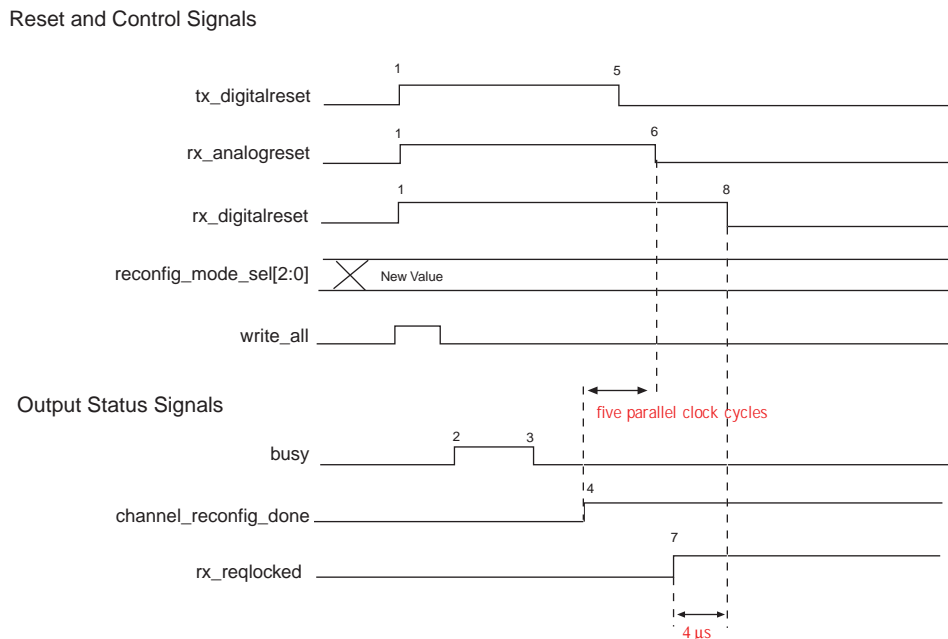 Reset and Control Signals
1 5
tx_digitalreset
1 6
rx_analogreset
1 8
rx_digitalreset
reconfig_mode_sel[2:0] New Value
write_all
Output Status Signals
five parallel clock cycles
2 3
busy
4
channel_reconfig_done
7
rx_reqlocked
4 µs